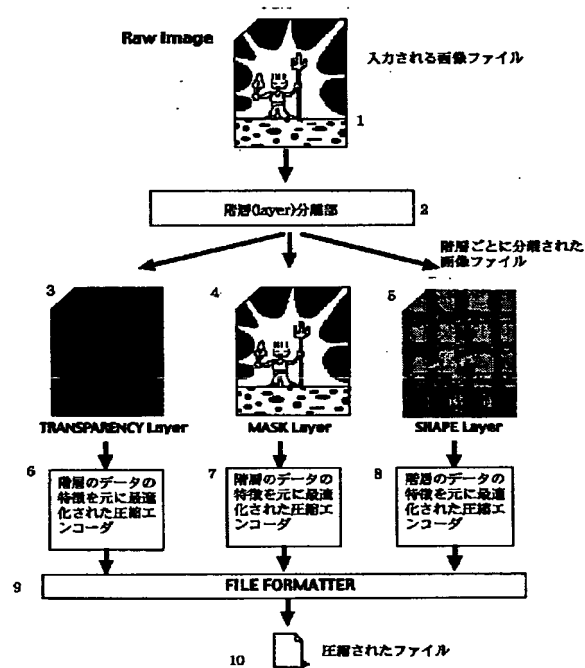 Raw Image
入力される画像ファイル
1
階層(layer)分離部
2
階層ごとに分離された
画像ファイル
3
4
5
TRANSPARENCY Layer
MASK Layer
SHAPE Layer
6
階層のデータの
特徴を元に最適
化された圧縮エ
ンコーダ
7
階層のデータの
特徴を元に最適
化された圧縮エ
ンコーダ
8
階層のデータの
特徴を元に最適
化された圧縮エ
ンコーダ
9
FILE FORMATTER
10
圧縮されたファイル